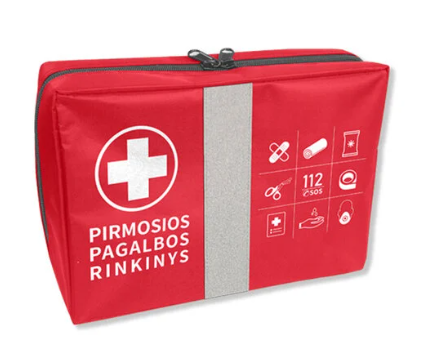 PIRMOSIOS
PAGALBOS
RINKINYS
112
SOS